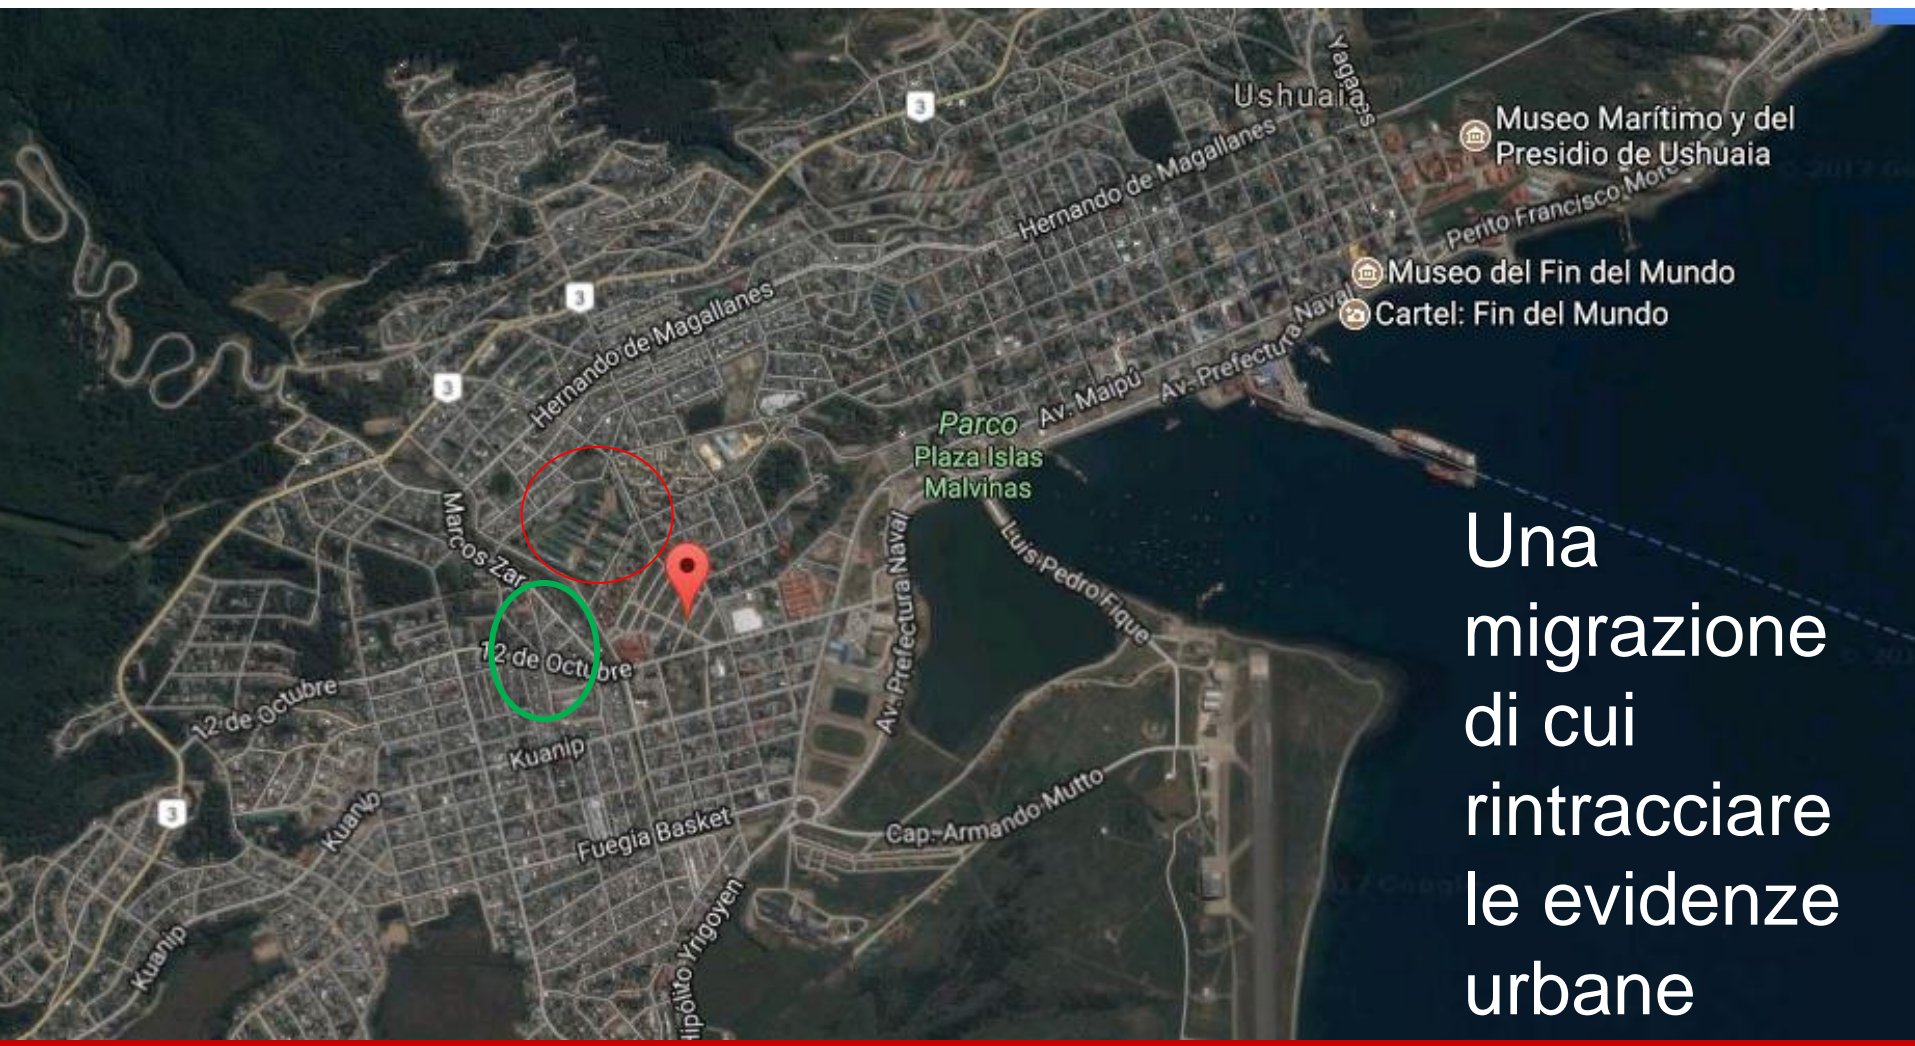 3
Yaganes
Ushuaia
Museo Marítimo y del
Presidio de Ushuaia
Hernando de Magallanes
Perito Francisco More
Museo del Fin del Mundo
Cartel: Fin del Mundo
3
Hernando de Magallanes
Av. Prefectura Naval
Av. Maipú
3
Parco
Plaza Islas
Malvinas
Marcos Zar
Av. Prefectura Naval
Luis Pedro Fique
12 de Octubre
12 de Octubre
Kuanip
3
Kuanip
Fuegia Basket
Cap. Armando Mutto
Kuanip
Hipólito Yrigoyen
Una
migrazione
di cui
rintracciare
le evidenze
urbane